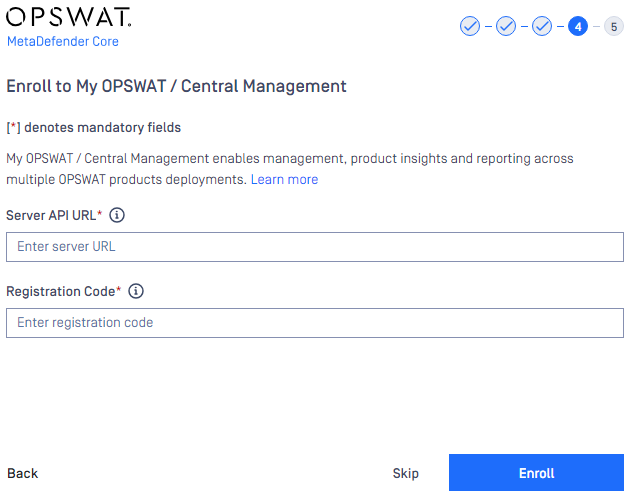 OPSWAT.
MetaDefender Core
4
5
Enroll to My OPSWAT / Central Management
[*] denotes mandatory fields
My OPSWAT / Central Management enables management, product insights and reporting across
multiple OPSWAT products deployments. Learn more
Server API URL*
Enter server URL
Registration Code*
Enter registration code
Back
Skip
Enroll